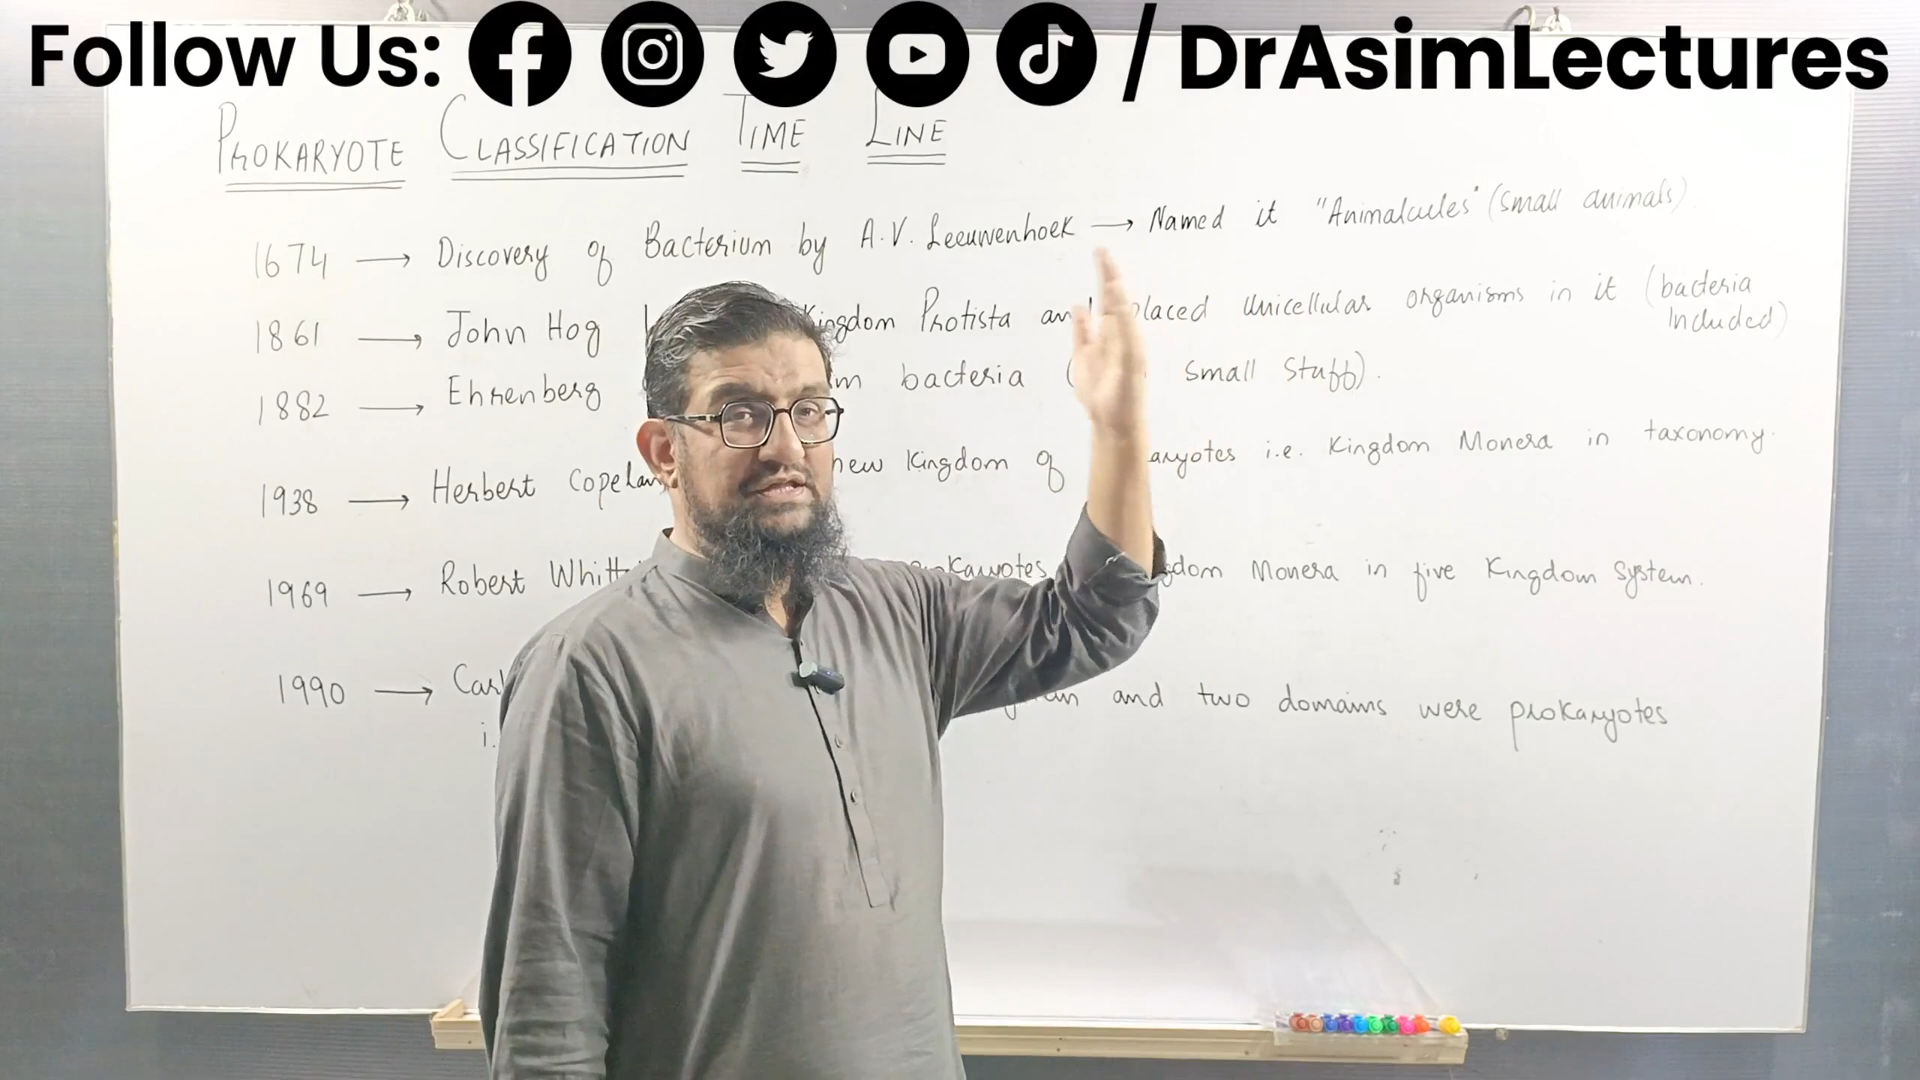 Follow Us: / DrAsimLectures
PROKARYOTE CLASSIFICATION TIME LINE
1674 → Discovery of Bacterium by A.V. Leeuwenhoek → Named it "Animalcules" (small animals)
1861 → John Hog Kingdom Protista and placed Unicellular organisms in it (bacteria Included)
1882 → Ehrenberg bacteria ( small stuff).
1938 → Herbert Copeland new Kingdom of i.e. Kingdom Monera in taxonomy.
1969 → Robert prokaryotes Monera in five Kingdom System.
1990 → and two domains were prokaryotes